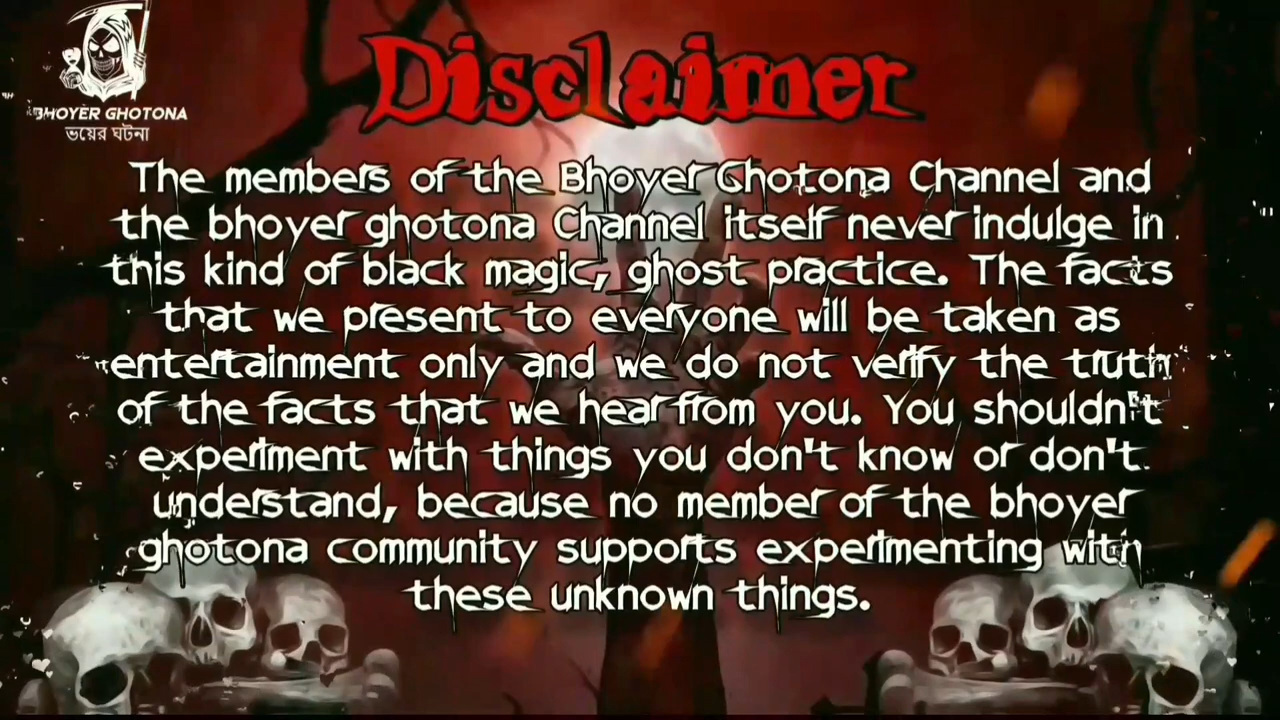 BHOYER GHOTONA
ভয়ের ঘটনা
Disclaimer
The members of the Bhoyer Ghotona Channel and
the bhoyer ghotona Channel itself never indulge in
this kind of black magic, ghost practice. The facts
that we present to everyone will be taken as
entertainment only and we do not verify the truth
of the facts that we hear from you. You shouldn't
experiment with things you don't know or don't
understand, because no member of the bhoyer
ghotona community supports experimenting with
these unknown things.